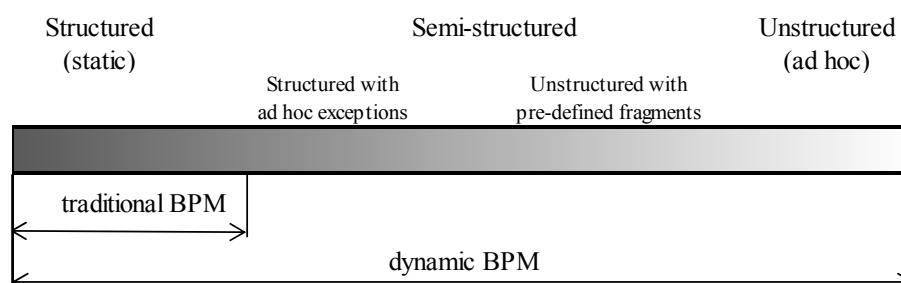 Structured
(static)
Semi-structured
Unstructured
(ad hoc)
Structured with
ad hoc exceptions
Unstructured with
pre-defined fragments
traditional BPM
dynamic BPM